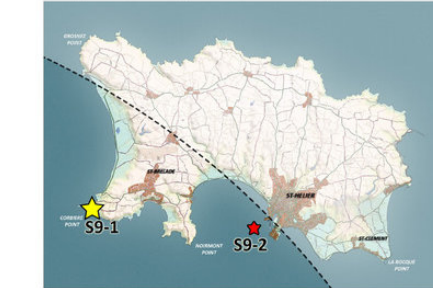 GROSNEZ
POINT
ST BRELADE
S9-1
CORBIERE
POINT
ST-HELIER
S9-2
NOIRMONT
POINT
ST-CLEMENT
LA ROCQUE
POINT